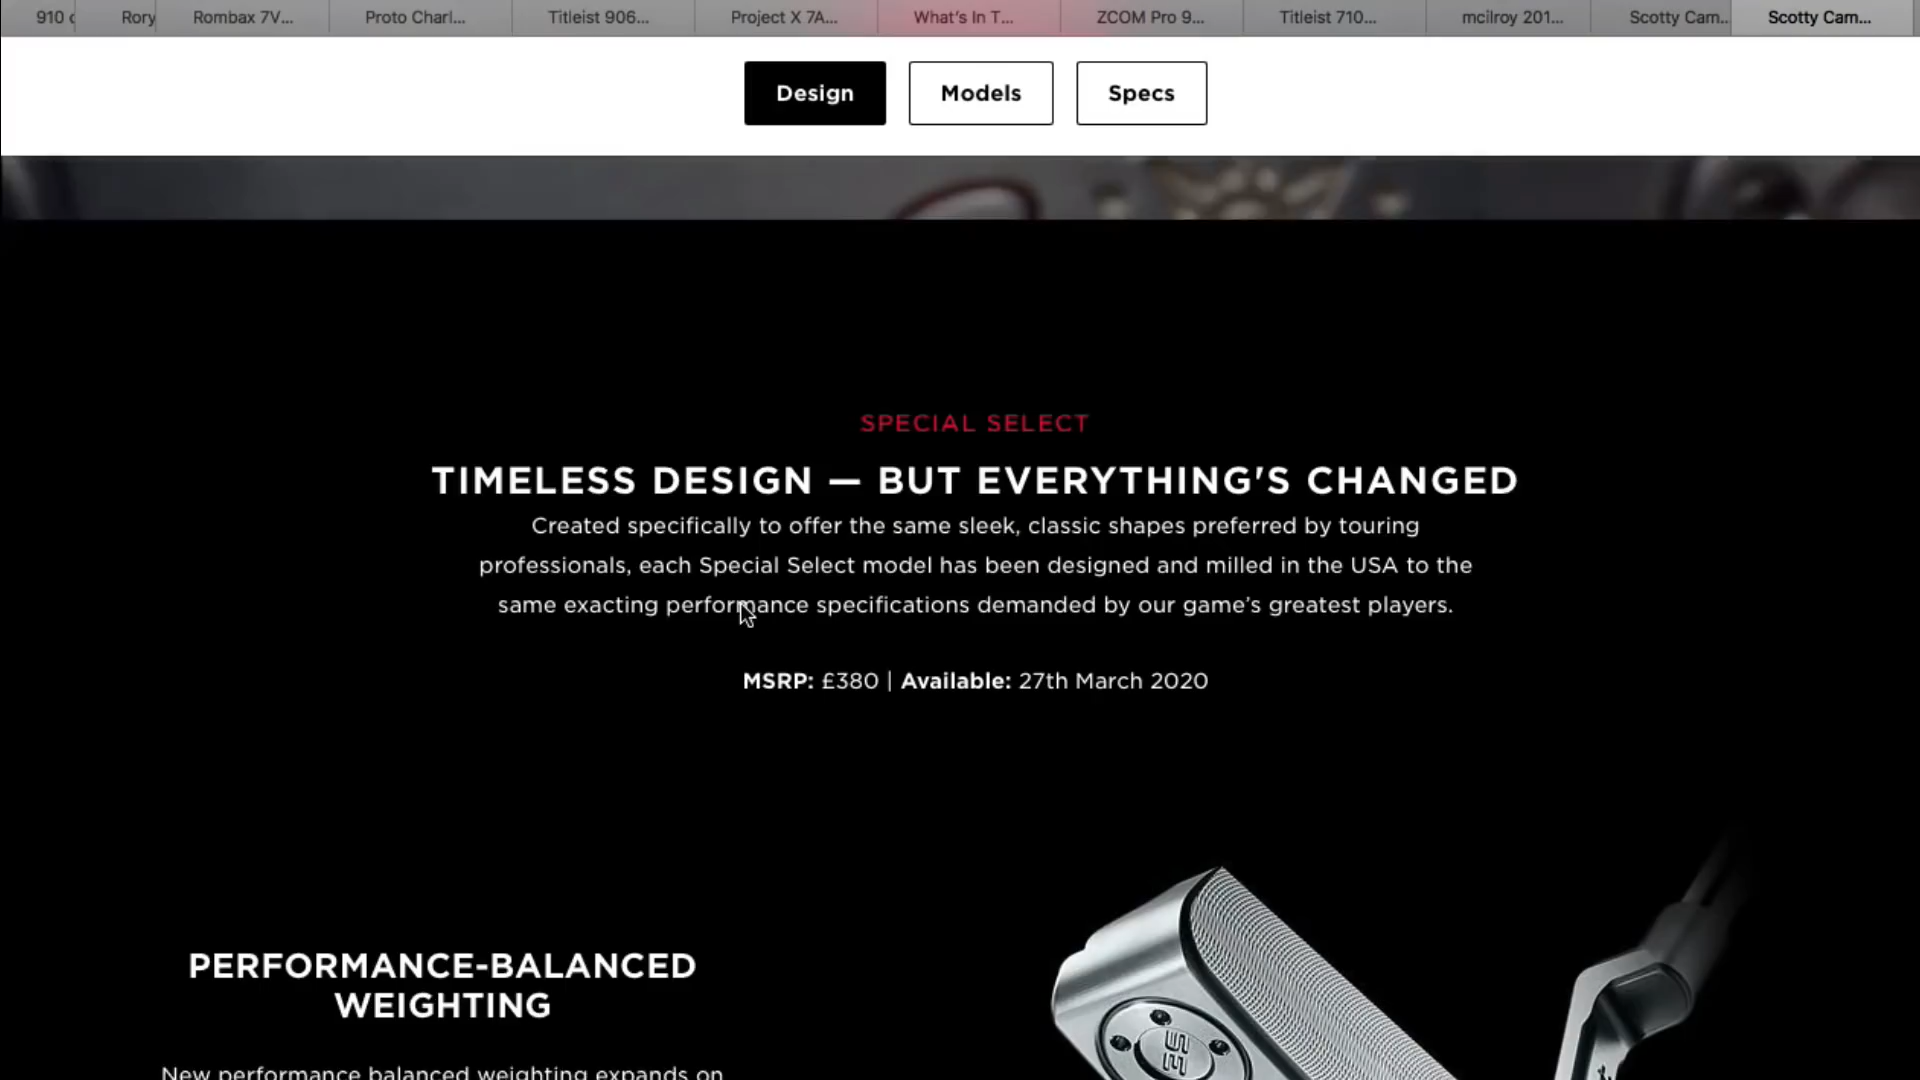 910 Rory Rombax 7V... Proto Charl... Titleist 906... Project X 7A... What's In T... ZCOM Pro 9... Titleist 710... mcilroy 201... Scotty Cam.. Scotty Cam...
Design Models Specs
SPECIAL SELECT
TIMELESS DESIGN — BUT EVERYTHING'S CHANGED
Created specifically to offer the same sleek, classic shapes preferred by touring
professionals, each Special Select model has been designed and milled in the USA to the
same exacting performance specifications demanded by our game's greatest players.
MSRP: £380 | Available: 27th March 2020
PERFORMANCE-BALANCED
WEIGHTING
New performance balanced weighting expands on